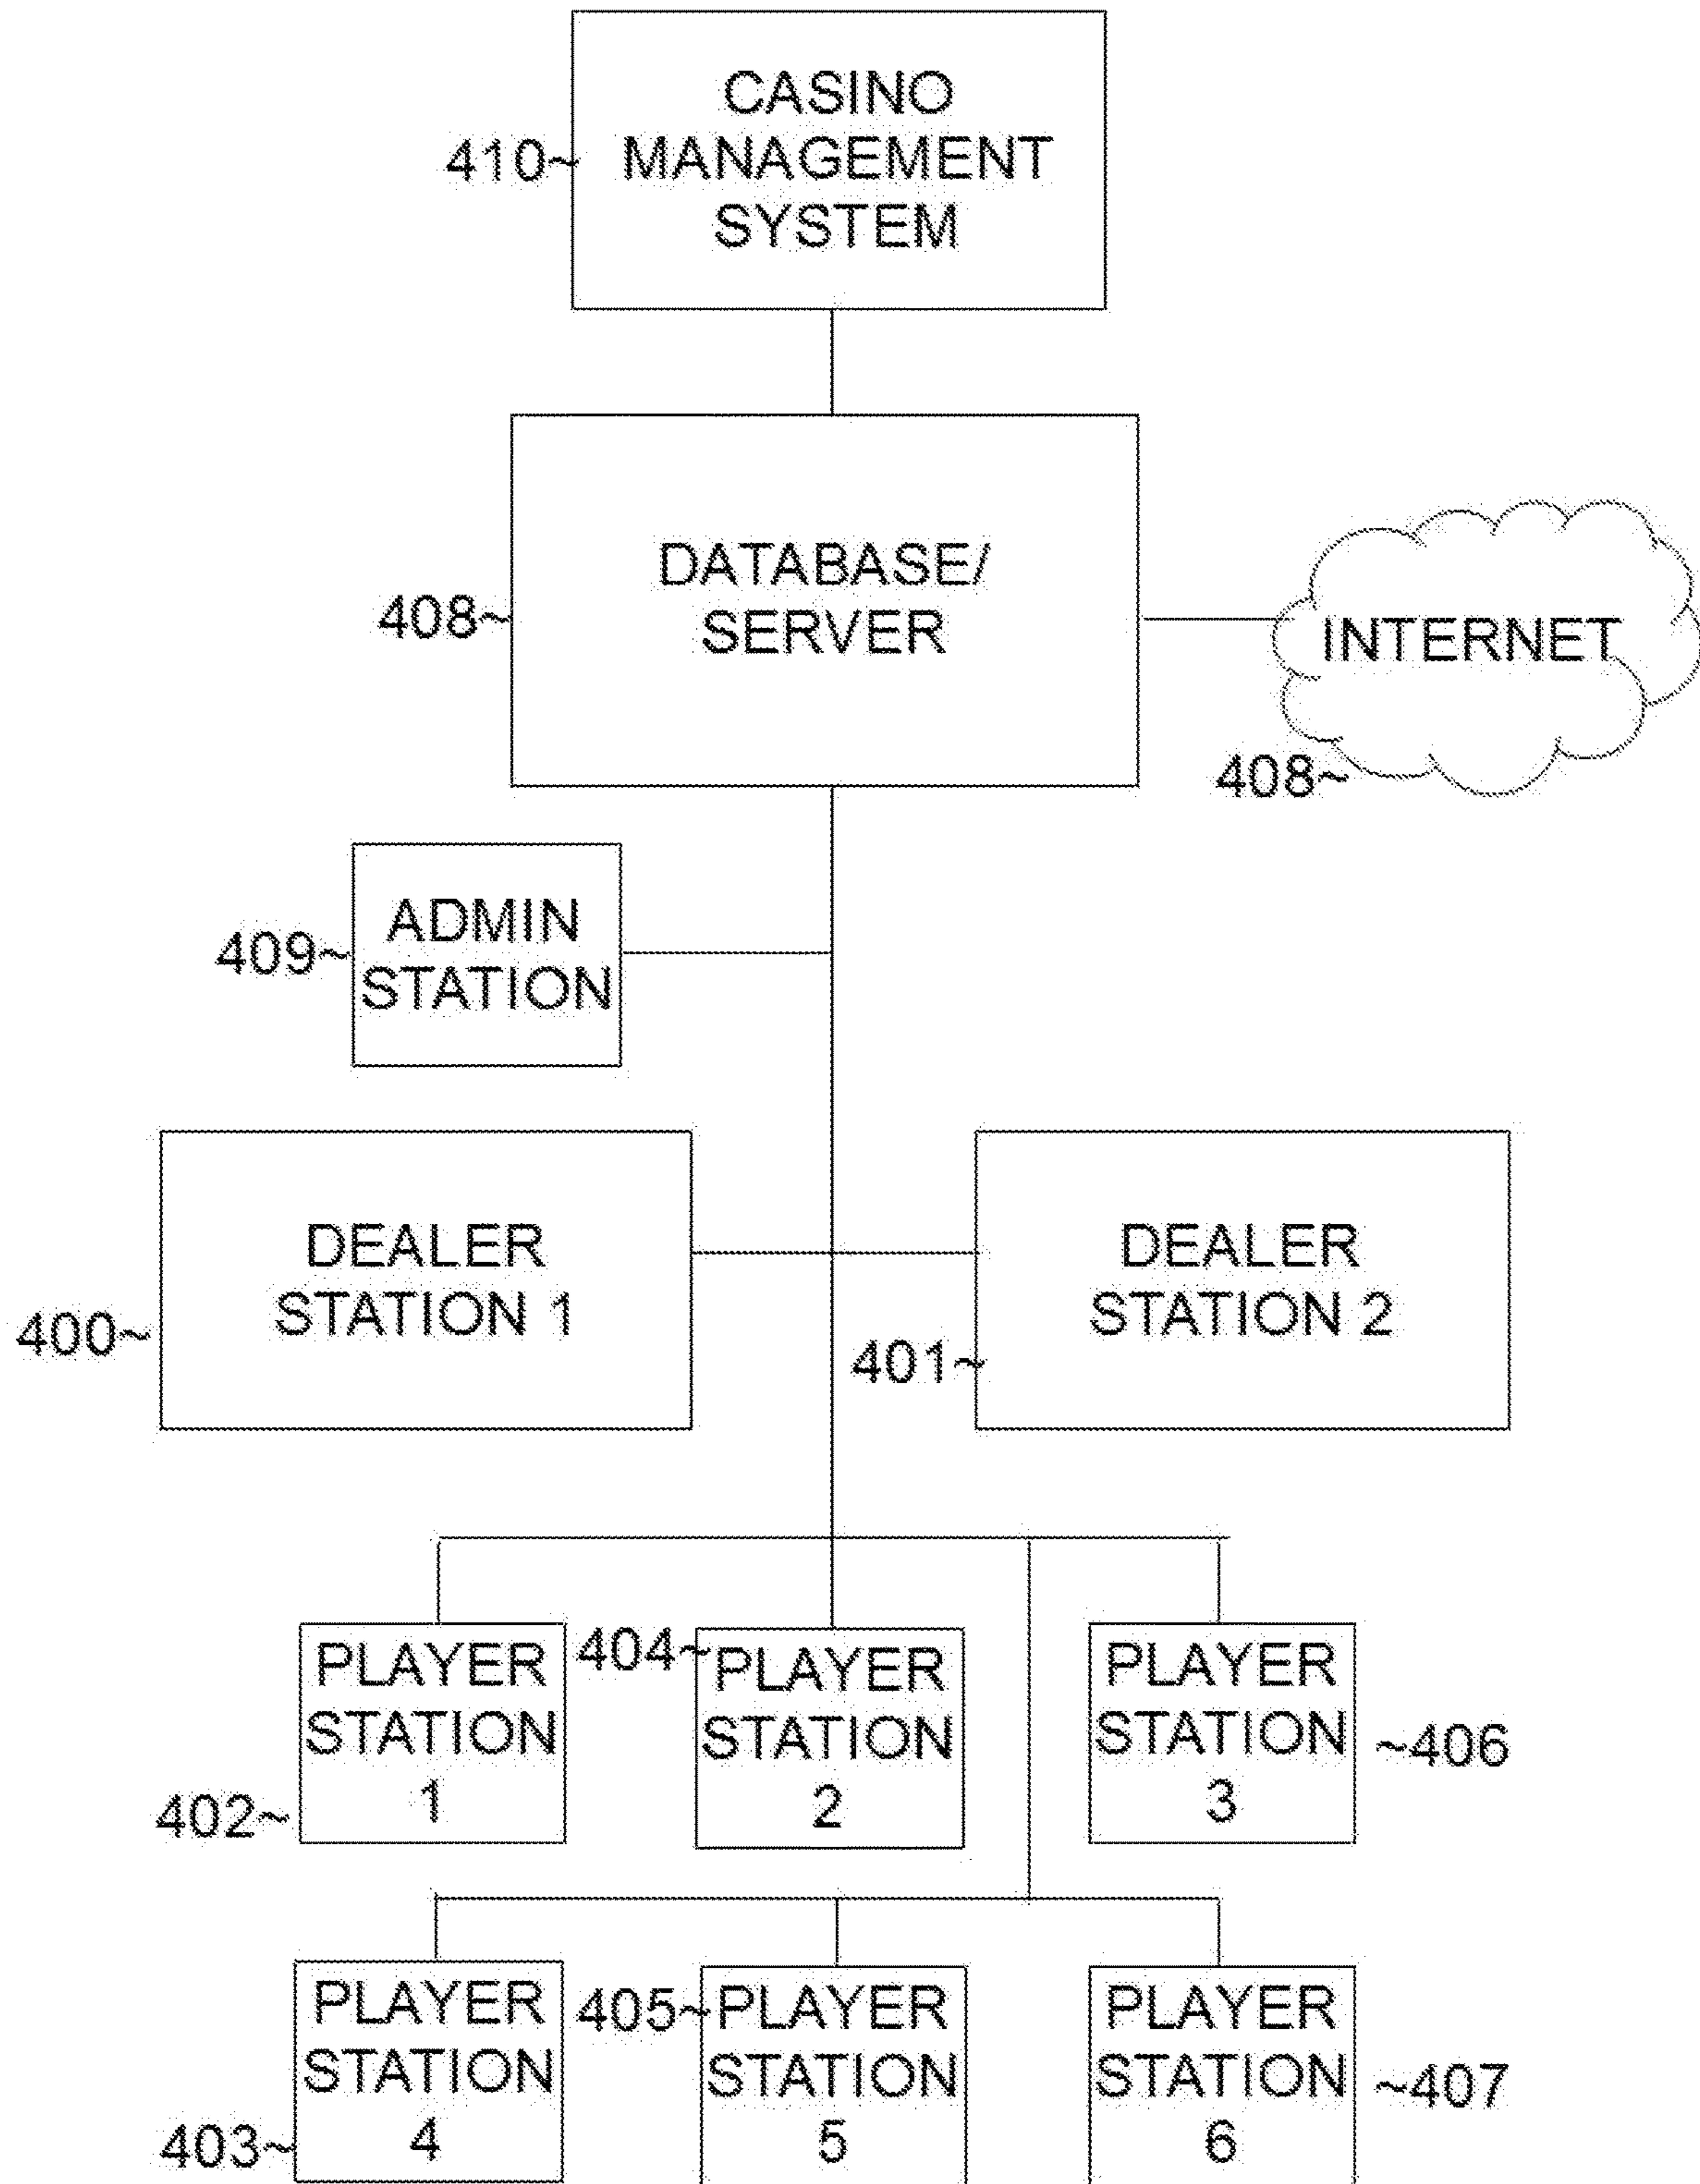 CASINO
MANAGEMENT
SYSTEM
410~
DATABASE/
SERVER
408~
INTERNET
408~
ADMIN
STATION
409~
DEALER
STATION 1
400~
DEALER
STATION 2
401~
PLAYER
STATION
1
402~
404~
PLAYER
STATION
2
PLAYER
STATION
3
~406
PLAYER
STATION
4
403~
405~
PLAYER
STATION
5
PLAYER
STATION
6
~407